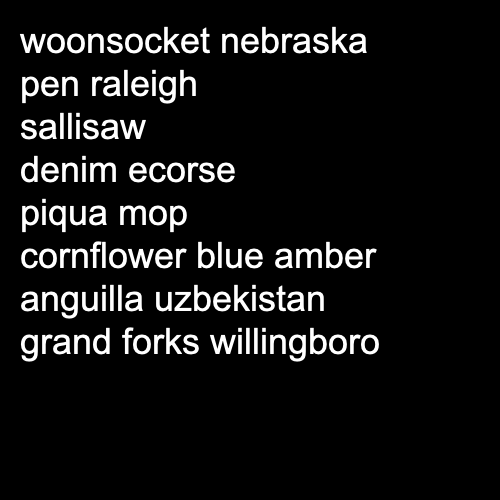 woonsocket nebraska
pen raleigh
sallisaw
denim ecorse
piqua mop
cornflower blue amber
anguilla uzbekistan
grand forks willingboro